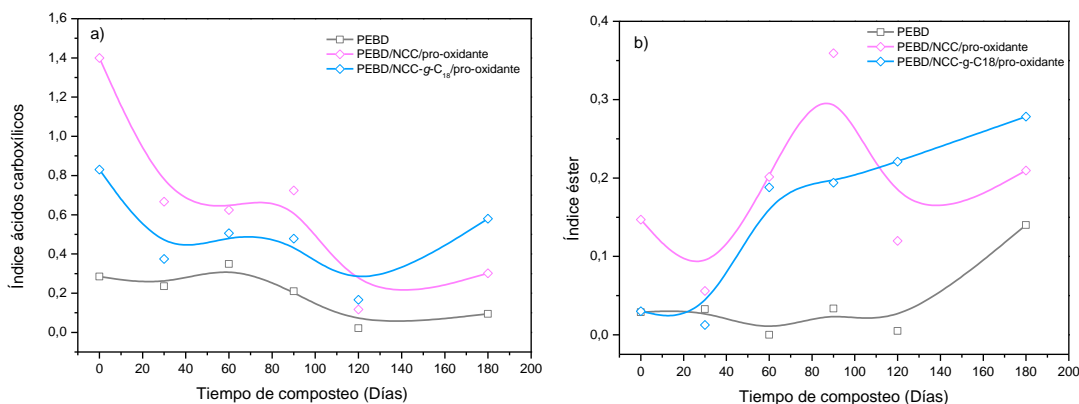 a)
PEBD
PEBD/NCC/pro-oxidante
PEBD/NCC-g-C18/pro-oxidante
Índice ácidos carboxílicos
1,6
1,4
1,2
1,0
0,8
0,6
0,4
0,2
0,0
0 20 40 60 80 100 120 140 160 180 200
Tiempo de composteo (Días)
b)
PEBD
PEBD/NCC/pro-oxidante
PEBD/NCC-g-C18/pro-oxidante
Índice éster
0,4
0,3
0,2
0,1
0,0
0 20 40 60 80 100 120 140 160 180 200
Tiempo de composteo (Días)